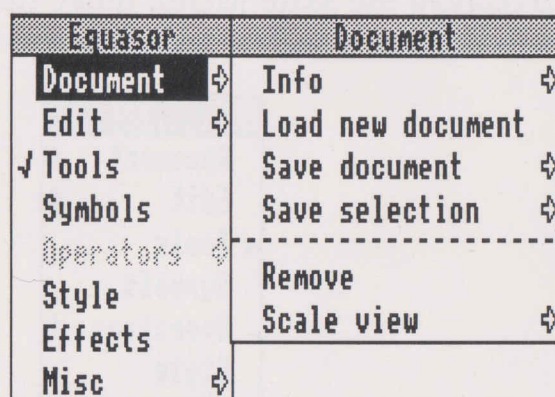 Equasor
Document
Edit
√ Tools
Symbols
Operators
Style
Effects
Misc
Document
Info
Load new document
Save document
Save selection
Remove
Scale view